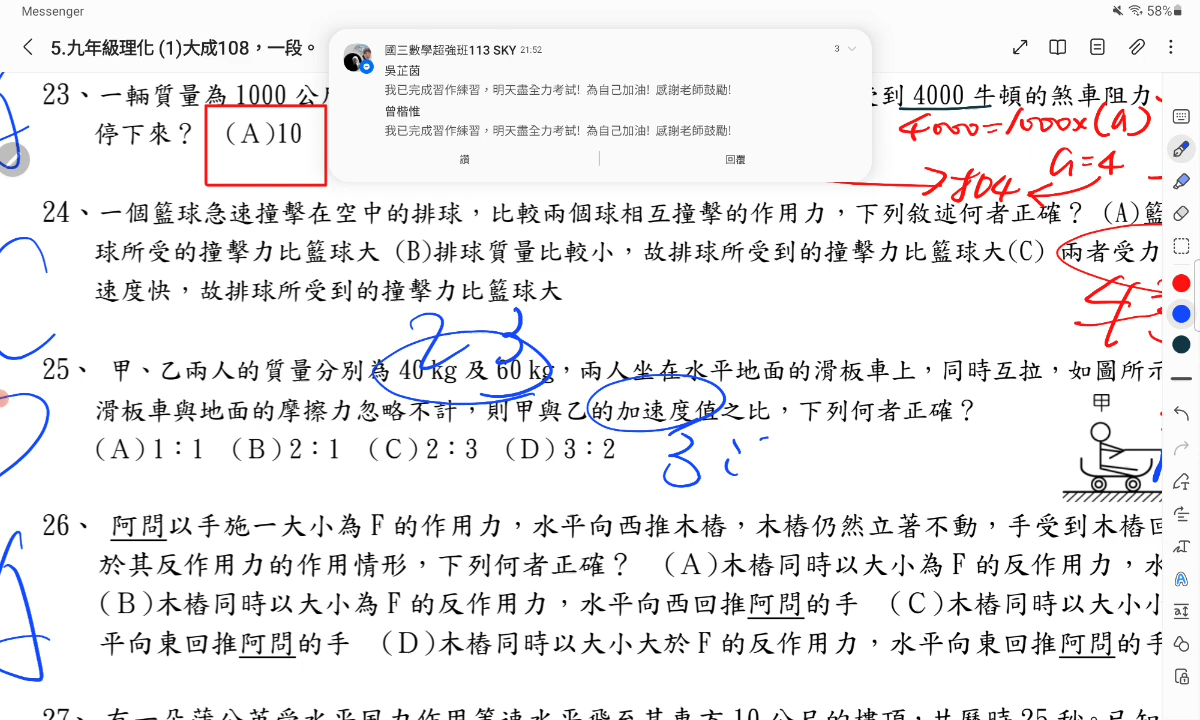 Messenger
58%
5.九年級理化 (1)大成108，一段。
國三數學超強班113 SKY 21:52
3
吳芷茵
我已完成習作練習，明天盡全力考試! 為自己加油! 感謝老師鼓勵!
曾楷惟
我已完成習作練習，明天盡全力考試! 為自己加油! 感謝老師鼓勵!
讚
回覆
23、一輛質量為 1000 公
到 4000 牛頓的煞車阻力
停下來？ (A)10
4000=1000×(a)
a=4
24、一個籃球急速撞擊在空中的排球，比較兩個球相互撞擊的作用力，下列敘述何者正確？ (A)籃
球所受的撞擊力比籃球大 (B)排球質量比較小，故排球所受到的撞擊力比籃球大(C) 兩者受力
速度快，故排球所受到的撞擊力比籃球大
2 3
25、 甲、乙兩人的質量分別為 40 kg 及 60 kg，兩人坐在水平地面的滑板車上，同時互拉，如圖所示
滑板車與地面的摩擦力忽略不計，則甲與乙的加速度值之比，下列何者正確？
甲
(A)1：1 (B)2：1 (C)2：3 (D)3：2
3
26、 阿問以手施一大小為 F 的作用力，水平向西推木樁，木樁仍然立著不動，手受到木樁
於其反作用力的作用情形，下列何者正確？ (A)木樁同時以大小為 F 的反作用力，水
(B)木樁同時以大小為 F 的反作用力，水平向西回推阿問的手 (C)木樁同時以大小小
平向東回推阿問的手 (D)木樁同時以大小大於 F 的反作用力，水平向東回推阿問的手